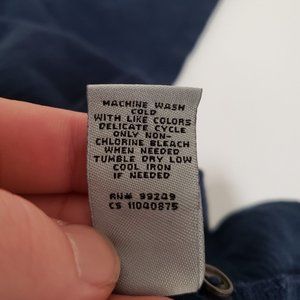 MACHINE WASH
COLD
WITH LIKE COLORS
DELICATE CYCLE
ONLY NON-
CHLORINE BLEACH
WHEN NEEDED
TUMBLE DRY LOW
COOL IRON
IF NEEDED
RN# 99249
CS 11040875